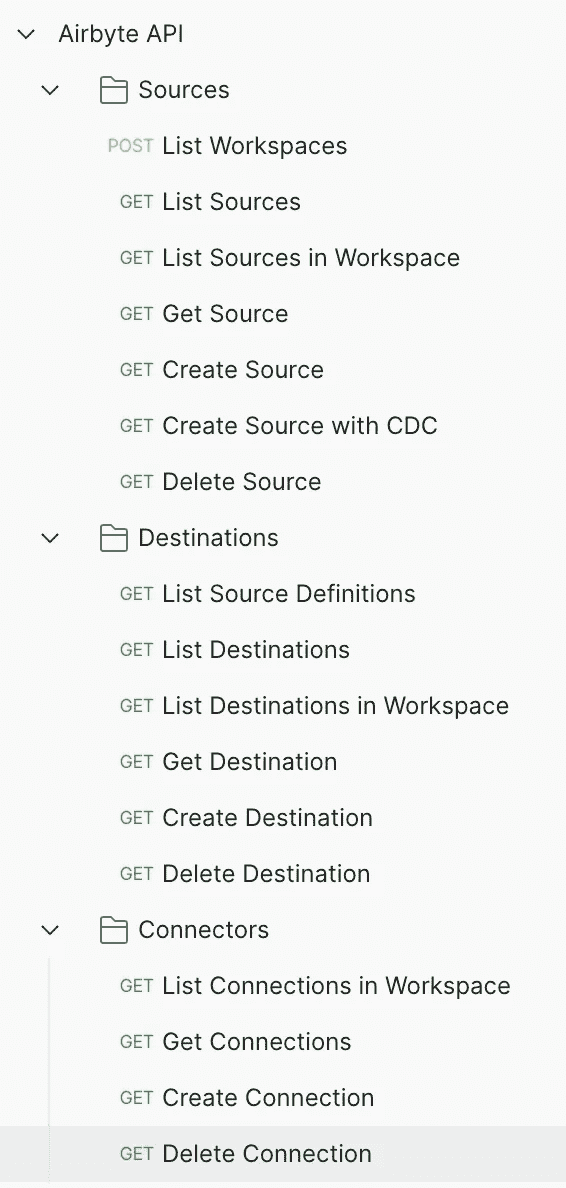 Airbyte API
Sources
POST List Workspaces
GET List Sources
GET List Sources in Workspace
GET Get Source
GET Create Source
GET Create Source with CDC
GET Delete Source
Destinations
GET List Source Definitions
GET List Destinations
GET List Destinations in Workspace
GET Get Destination
GET Create Destination
GET Delete Destination
Connectors
GET List Connections in Workspace
GET Get Connections
GET Create Connection
GET Delete Connection